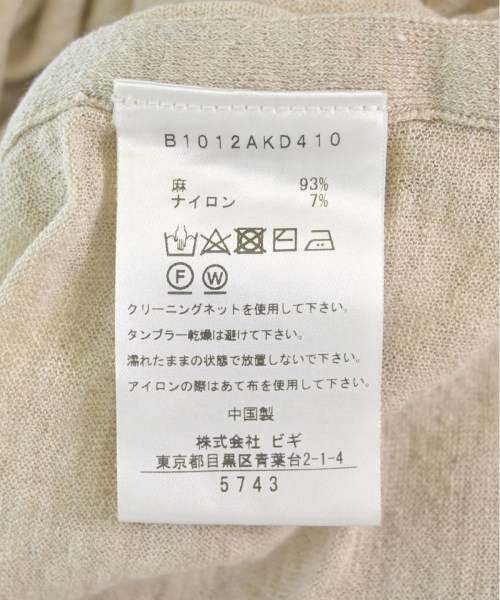 B1012AKD410
麻 93%
ナイロン 7%
F W
クリーニングネットを使用して下さい。
タンブラー乾燥は避けて下さい。
濡れたままの状態で放置しないで下さい。
アイロンの際はあて布を使用して下さい。
中国製
株式会社 ビギ
東京都目黒区青葉台2-1-4
5743